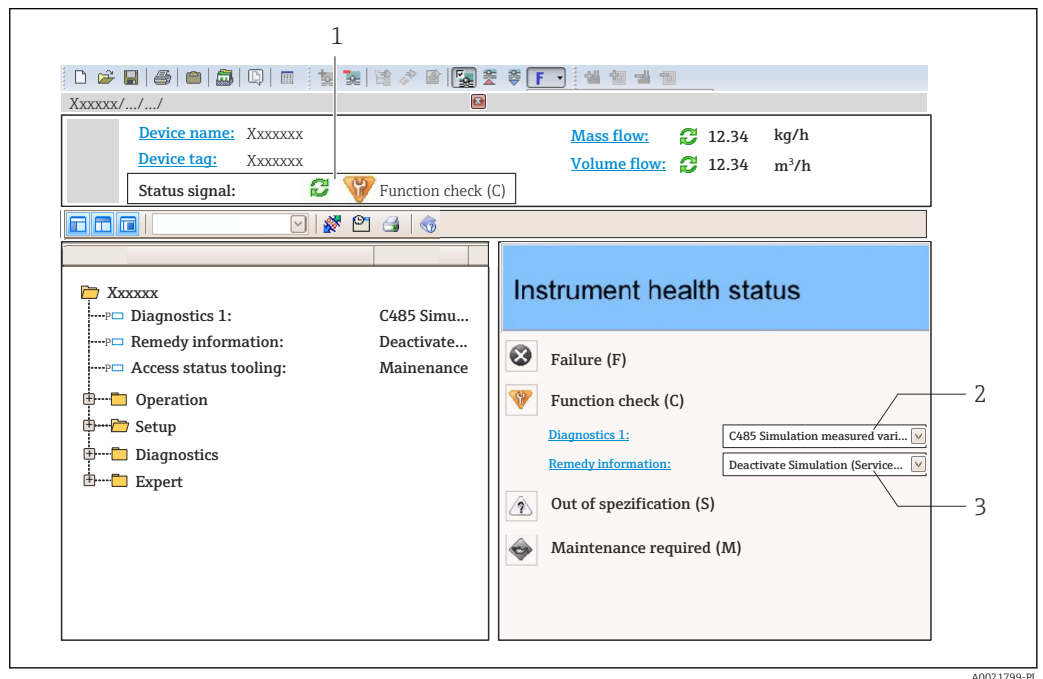 1
F
Xxxxxx/.../.../
Device name: Xxxxxxx
Mass flow: 12.34 kg/h
Device tag: Xxxxxxx
Volume flow: 12.34 m³/h
Status signal: Function check (C)
Xxxxxx
Diagnostics 1: C485 Simu...
Remedy information: Deactivate...
Access status tooling: Mainenance
Operation
Setup
Diagnostics
Expert
Instrument health status
Failure (F)
Function check (C)
2
Diagnostics 1: C485 Simulation measured vari...
Remedy information: Deactivate Simulation (Service...
Out of spezification (S)
3
Maintenance required (M)
A0021799-PL